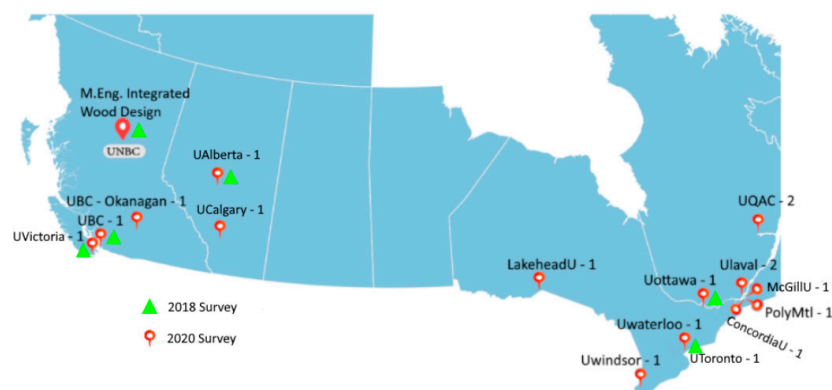 M.Eng. Integrated
Wood Design
UNBC
UAlberta - 1
UBC - Okanagan - 1
UCalgary - 1
UBC - 1
UVictoria - 1
UQAC - 2
LakeheadU - 1
Ulaval - 2
Uottawa - 1
McGillU - 1
PolyMtl - 1
ConcordiaU - 1
Uwaterloo - 1
UToronto - 1
Uwindsor - 1
2018 Survey
2020 Survey